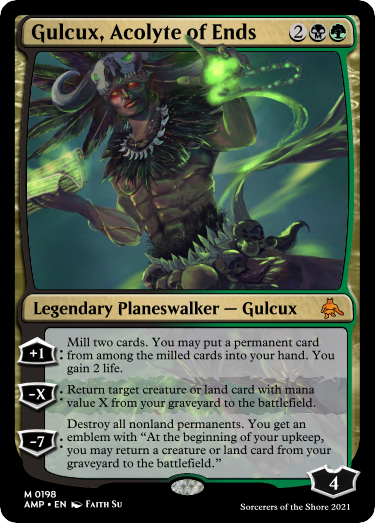 Gulcux, Acolyte of Ends 2
Legendary Planeswalker — Gulcux
+1 : Mill two cards. You may put a permanent card
from among the milled cards into your hand. You
gain 2 life.
-X : Return target creature or land card with mana
value X from your graveyard to the battlefield.
-7 : Destroy all nonland permanents. You get an
emblem with “At the beginning of your upkeep,
you may return a creature or land card from your
graveyard to the battlefield.”
4
M 0198
AMP • EN Faith Su
Sorcerers of the Shore 2021